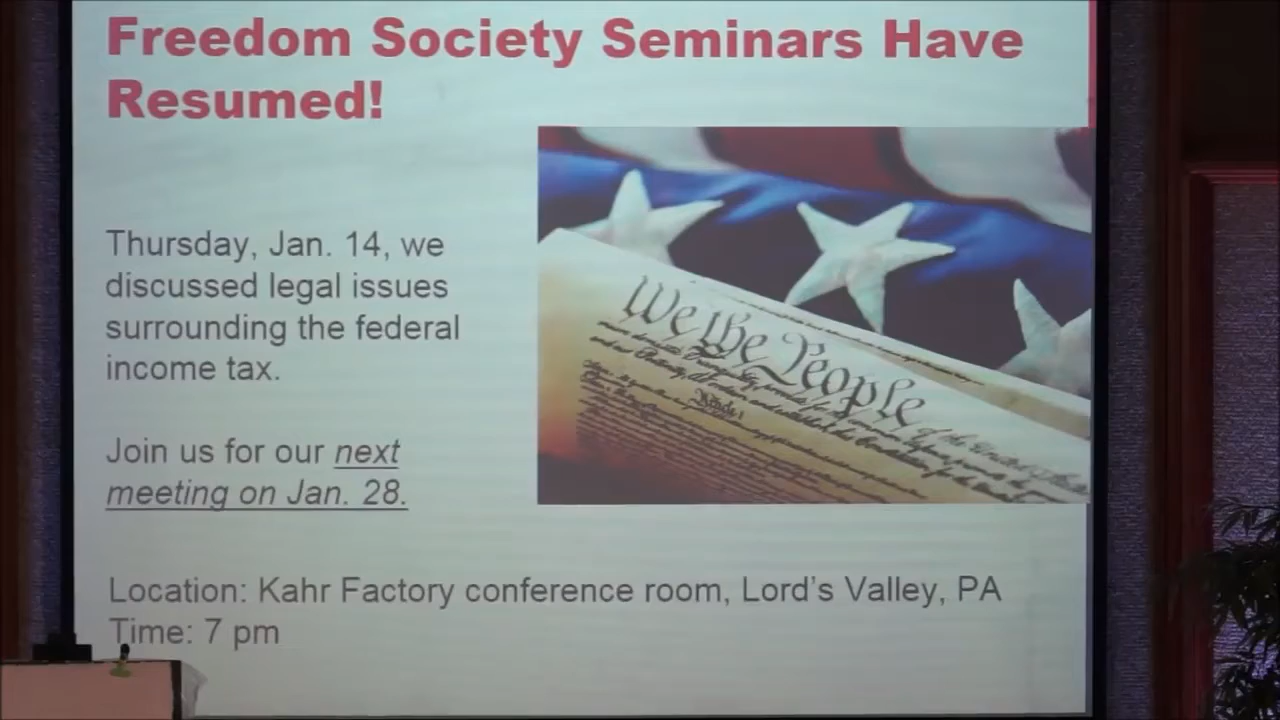 Freedom Society Seminars Have
Resumed!
Thursday, Jan. 14, we
discussed legal issues
surrounding the federal
income tax.
Join us for our next
meeting on Jan. 28.
We the People
Location: Kahr Factory conference room, Lord's Valley, PA
Time: 7 pm